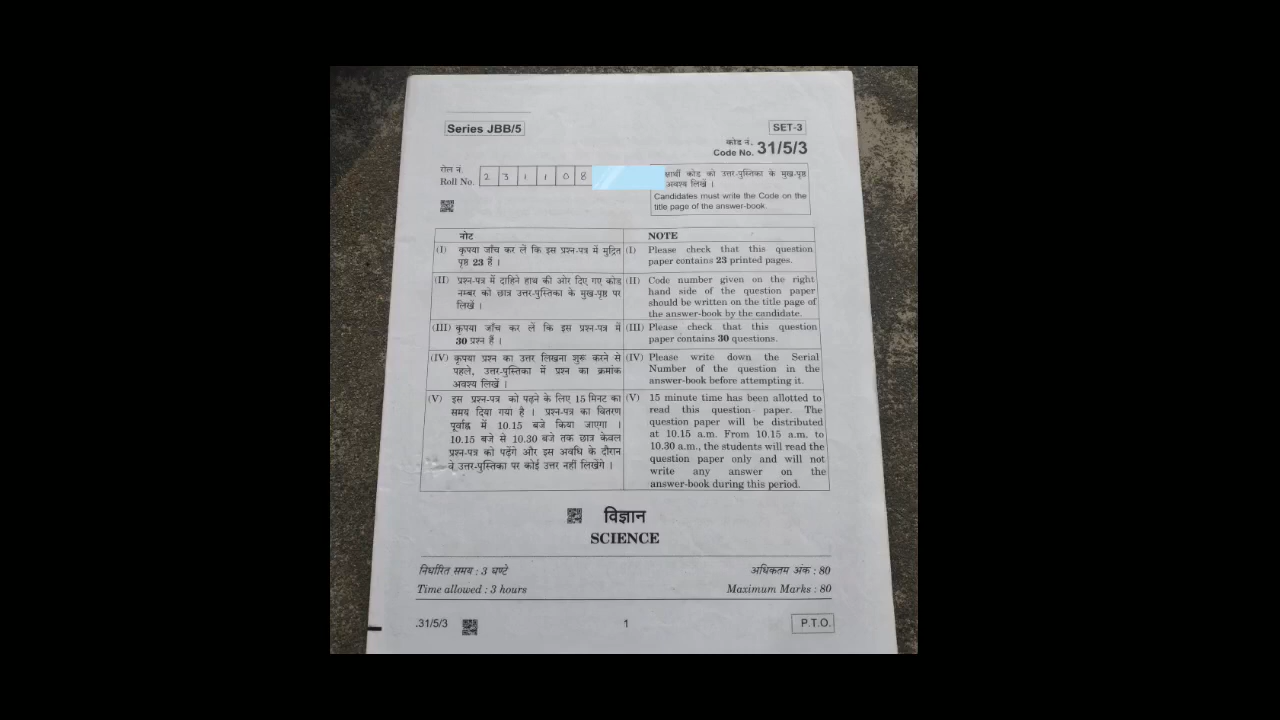 Series JBB/5
SET-3
कोड नं.
Code No. 31/5/3
रोल नं.
Roll No. 2 3 1 1 0 8
कोड को उत्तर-पुस्तिका के मुख-पृष्ठ
अवश्य लिखें ।
Candidates must write the Code on the
title page of the answer-book.
नोट
(I) कृपया जाँच कर लें कि इस प्रश्न-पत्र में मुद्रित
पृष्ठ 23 हैं ।
(II) प्रश्न-पत्र में दाहिने हाथ की ओर दिए गए कोड
नम्बर को छात्र उत्तर-पुस्तिका के मुख-पृष्ठ पर
लिखें ।
(III) कृपया जाँच कर लें कि इस प्रश्न-पत्र में
30 प्रश्न हैं ।
(IV) कृपया प्रश्न का उत्तर लिखना शुरू करने से
पहले, उत्तर-पुस्तिका में प्रश्न का क्रमांक
अवश्य लिखें ।
(V) इस प्रश्न-पत्र को पढ़ने के लिए 15 मिनट का
समय दिया गया है । प्रश्न-पत्र का वितरण
पूर्वाह्न में 10.15 बजे किया जाएगा ।
10.15 बजे से 10.30 बजे तक छात्र केवल
प्रश्न-पत्र को पढ़ेंगे और इस अवधि के दौरान
वे उत्तर-पुस्तिका पर कोई उत्तर नहीं लिखेंगे ।
NOTE
(I) Please check that this question
paper contains 23 printed pages.
(II) Code number given on the right
hand side of the question paper
should be written on the title page of
the answer-book by the candidate.
(III) Please check that this question
paper contains 30 questions.
(IV) Please write down the Serial
Number of the question in the
answer-book before attempting it.
(V) 15 minute time has been allotted to
read this question paper. The
question paper will be distributed
at 10.15 a.m. From 10.15 a.m. to
10.30 a.m., the students will read the
question paper only and will not
write any answer on the
answer-book during this period.
विज्ञान
SCIENCE
निर्धारित समय : 3 घण्टे
अधिकतम अंक : 80
Time allowed : 3 hours
Maximum Marks : 80
.31/5/3
1
P.T.O.